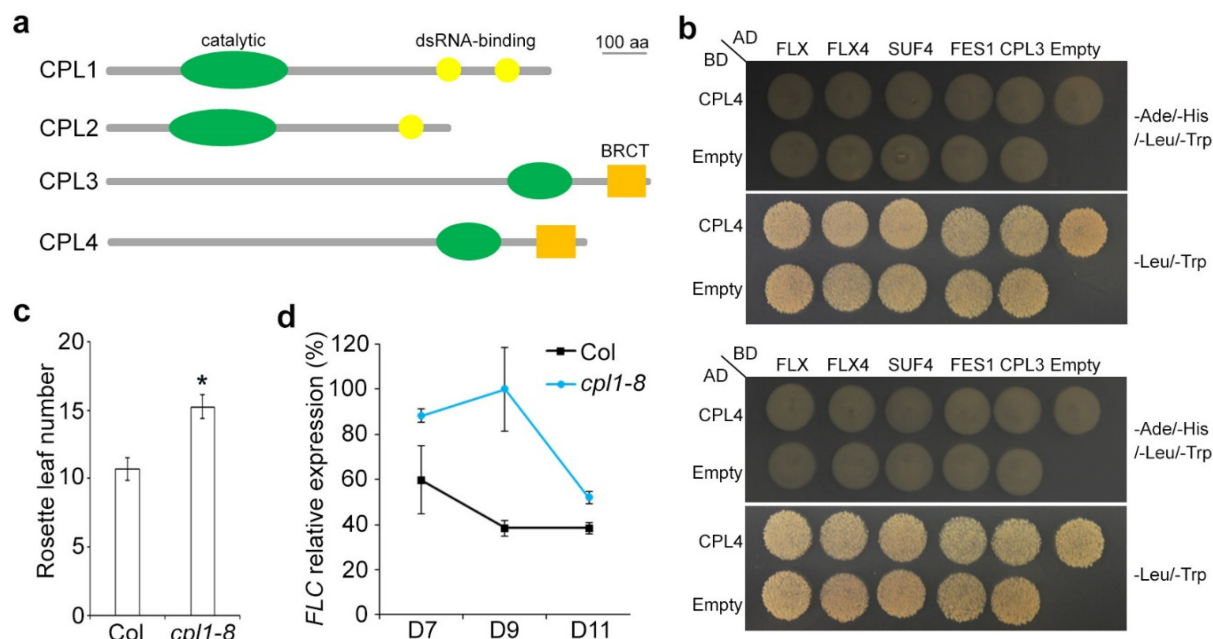 a
catalytic dsRNA-binding 100 aa
CPL1
CPL2
BRCT
CPL3
CPL4
b
AD
FLX FLX4 SUF4 FES1 CPL3 Empty
BD
CPL4
-Ade/-His
/-Leu/-Trp
Empty
CPL4
-Leu/-Trp
Empty
BD
FLX FLX4 SUF4 FES1 CPL3 Empty
AD
CPL4
-Ade/-His
/-Leu/-Trp
Empty
CPL4
-Leu/-Trp
Empty
c
Rosette leaf number
20
15
10
5
0
*
Col cpl1-8
d
FLC relative expression (%)
120
100
80
60
40
20
0
Col
cpl1-8
D7 D9 D11